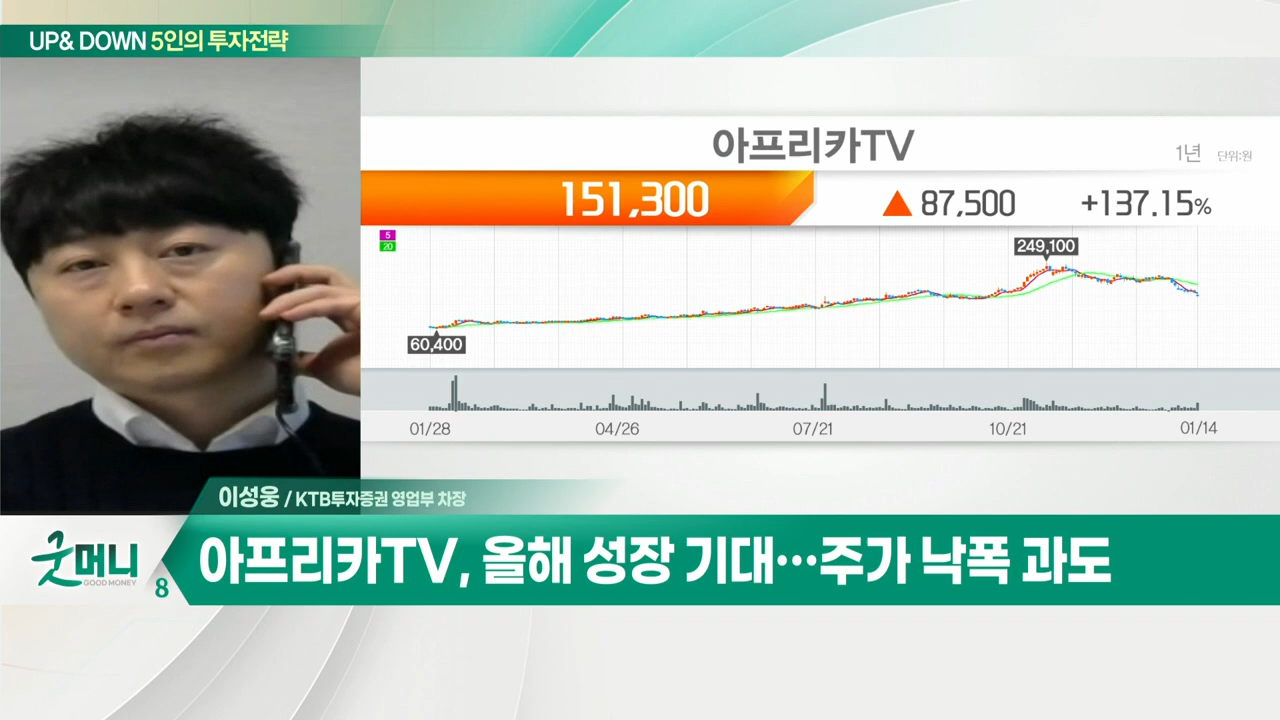 UP& DOWN 5인의 투자전략
아프리카TV
1년 단위:원
151,300 ▲ 87,500 +137.15%
5
20
249,100
60,400
01/28 04/26 07/21 10/21 01/14
이성웅 / KTB투자증권 영업부 차장
굿머니
GOOD MONEY
8
아프리카TV, 올해 성장 기대…주가 낙폭 과도